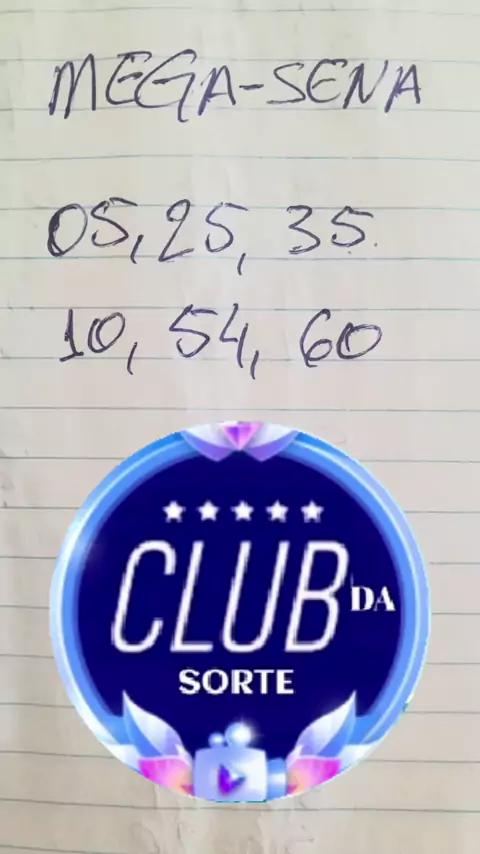 MEGA-SENA
05, 25, 35.
10, 54, 60
CLUB DA
SORTE